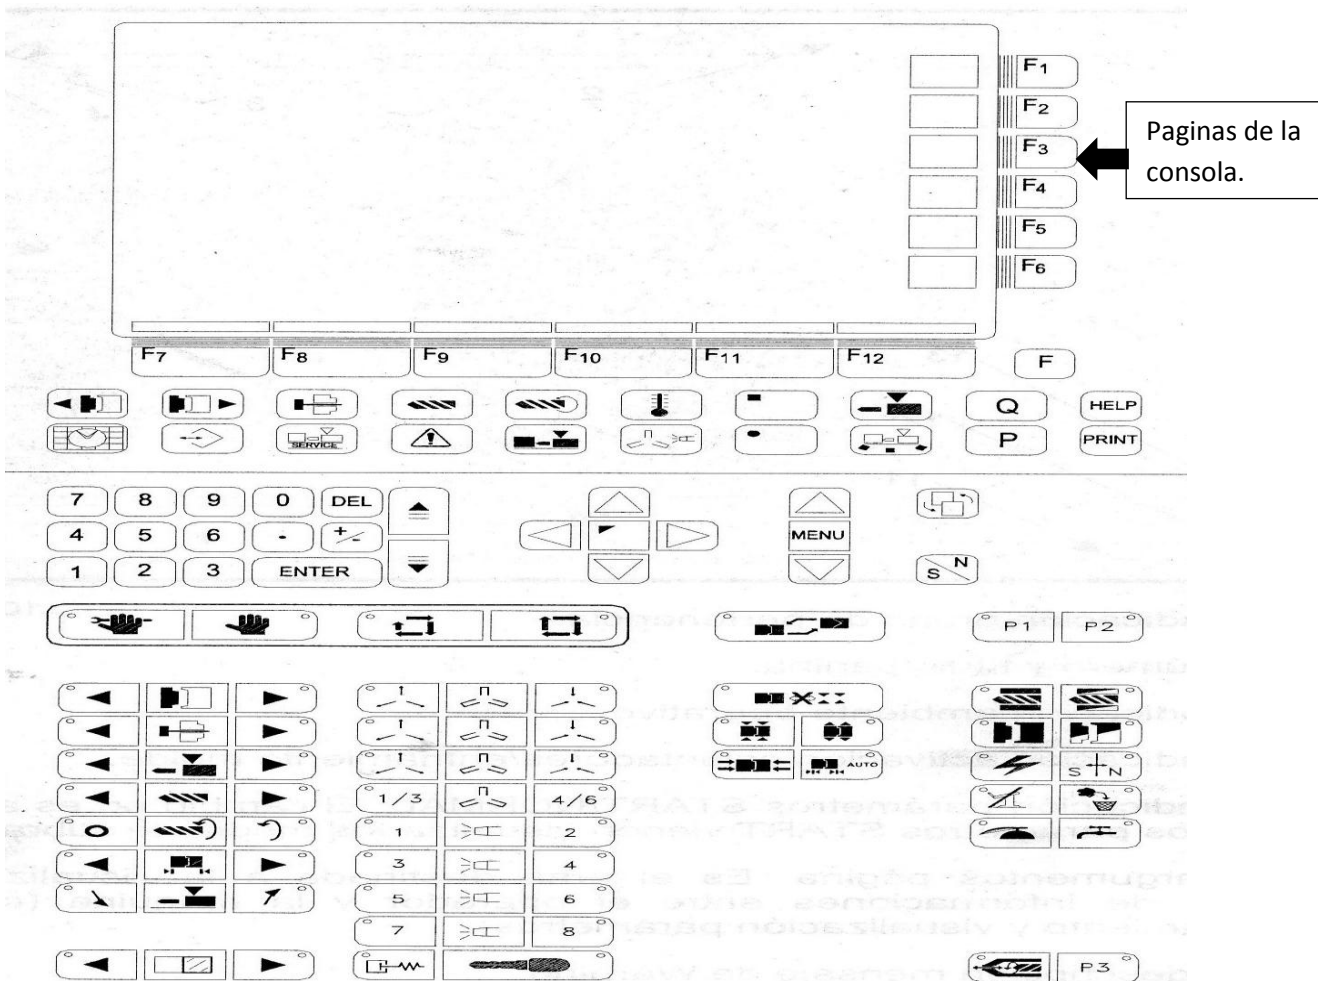 F1
F2
F3
Paginas de la
consola.
F4
F5
F6
F7 F8 F9 F10 F11 F12 F
Q HELP
SERVICE P PRINT
7 8 9 0 DEL
4 5 6 . +/- MENU
1 2 3 ENTER S N
P1 P2
AUTO S N
1/3 4/6
1 2
3 4
5 6
7 8
P3